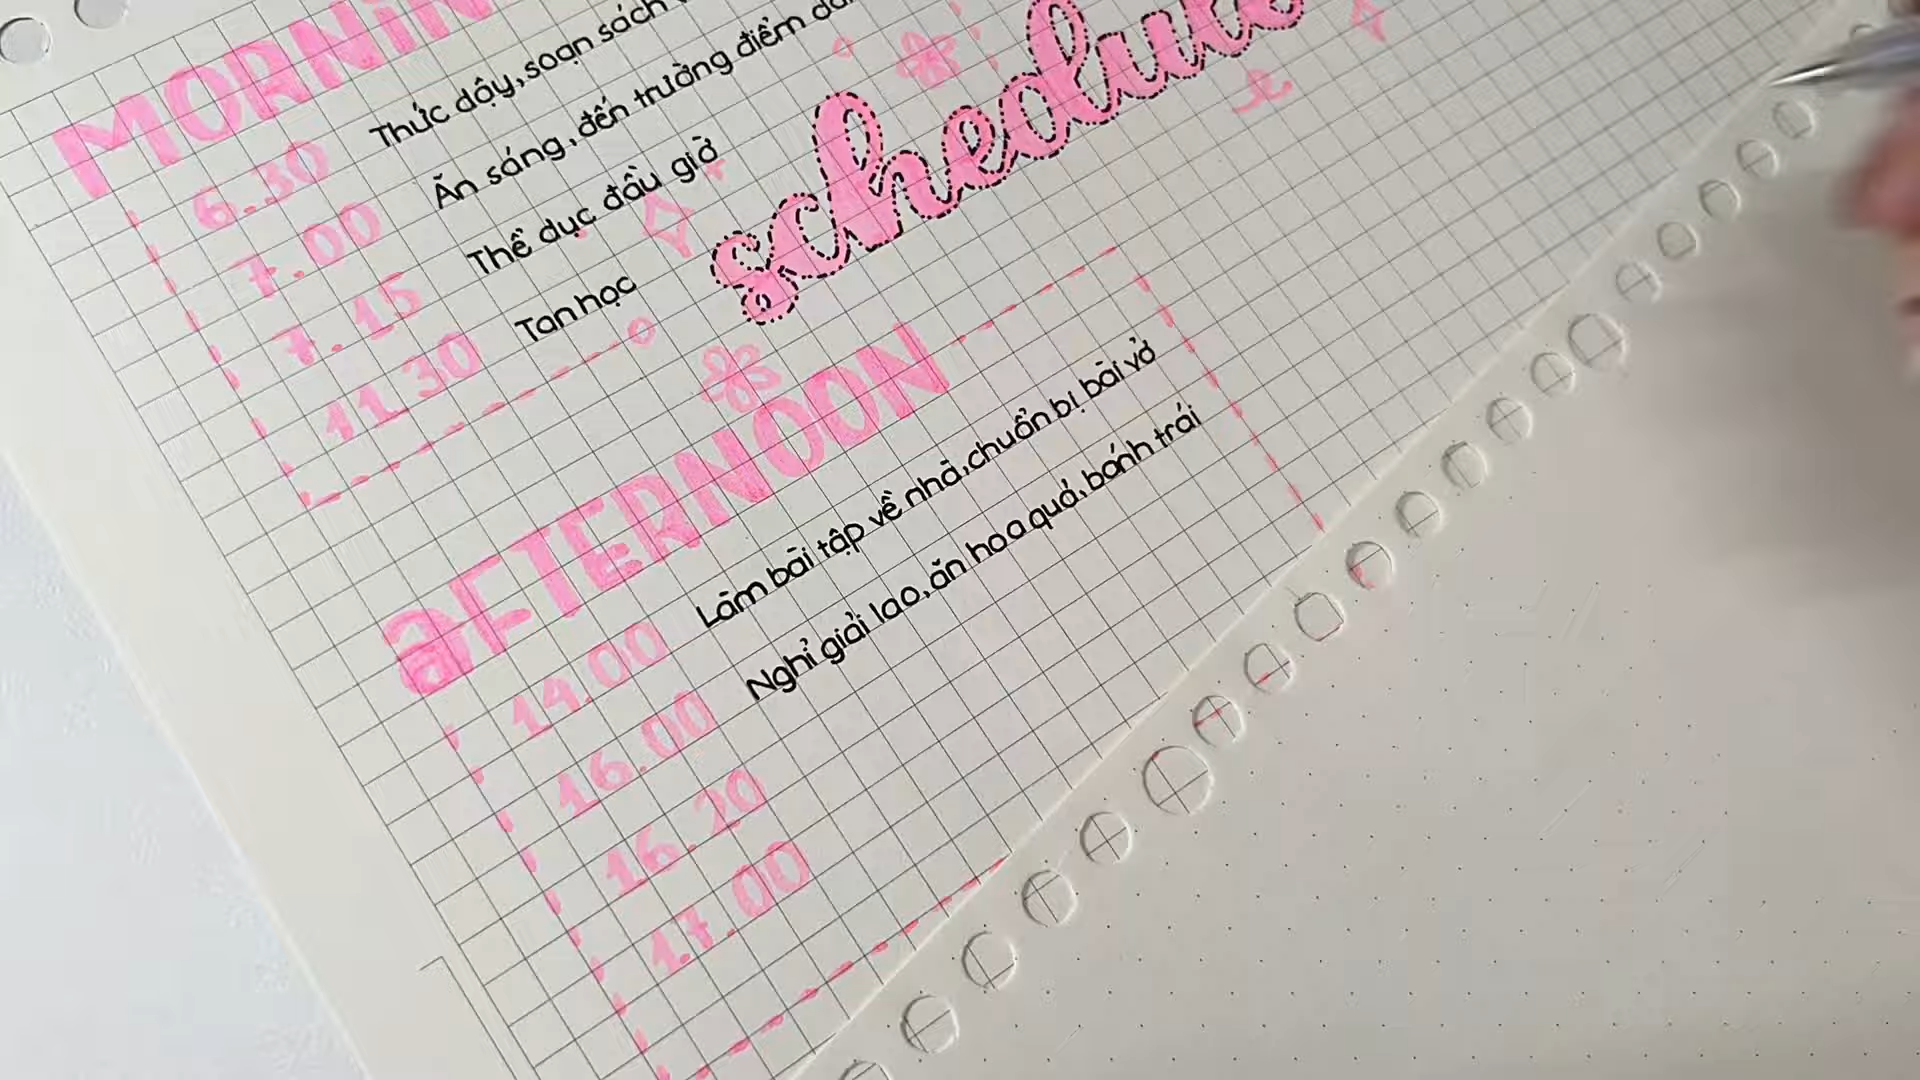 6.30 Thức dậy, soạn sách
7.00 Ăn sáng, đến trường điểm
7.15 Thể dục đầu giờ
11.30 Tan học
schedule
AFTERNOON
14.00 Làm bài tập về nhà, chuẩn bị bài vở
16.00 Nghỉ giải lao, ăn hoa quả, bánh trái
16.20
17.00